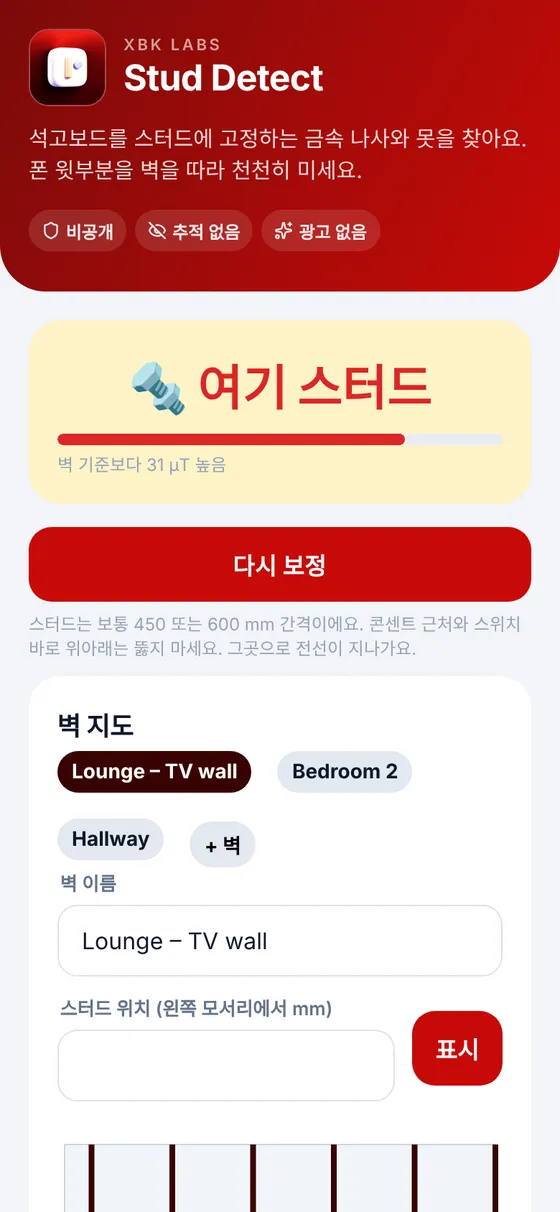 XBK LABS
Stud Detect
석고보드를 스터드에 고정하는 금속 나사와 못을 찾아요.
폰 윗부분을 벽을 따라 천천히 미세요.
비공개
추적 없음
광고 없음
여기 스터드
벽 기준보다 31 µT 높음
다시 보정
스터드는 보통 450 또는 600 mm 간격이에요. 콘센트 근처와 스위치
바로 위아래는 뚫지 마세요. 그곳으로 전선이 지나가요.
벽 지도
Lounge – TV wall
Bedroom 2
Hallway
+ 벽
벽 이름
Lounge – TV wall
스터드 위치 (왼쪽 모서리에서 mm)
표시